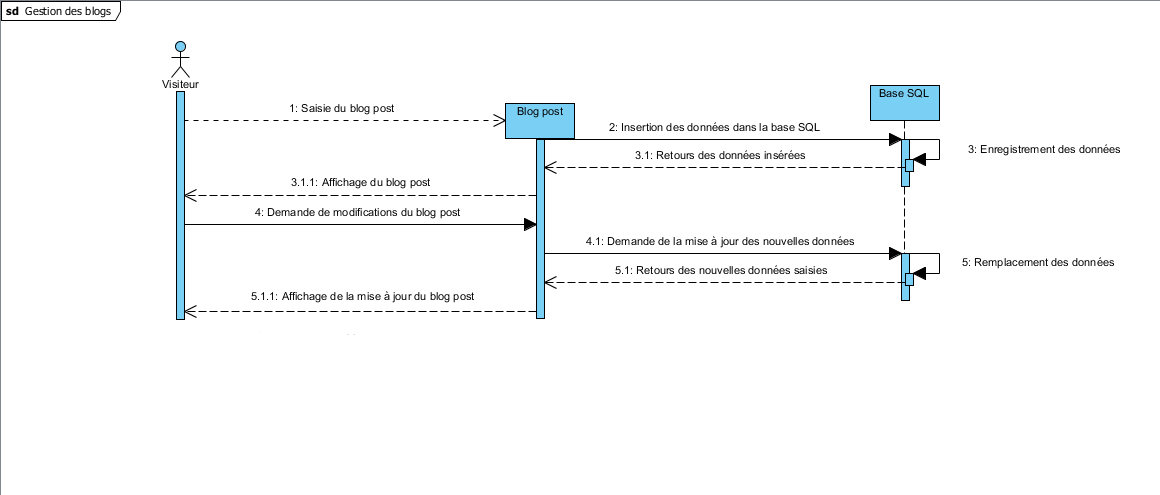 sd Gestion des blogs
Visiteur
1: Saisie du blog post
Blog post
Base SQL
2: Insertion des données dans la base SQL
3: Enregistrement des données
3.1: Retours des données insérées
3.1.1: Affichage du blog post
4: Demande de modifications du blog post
4.1: Demande de la mise à jour des nouvelles données
5: Remplacement des données
5.1: Retours des nouvelles données saisies
5.1.1: Affichage de la mise à jour du blog post